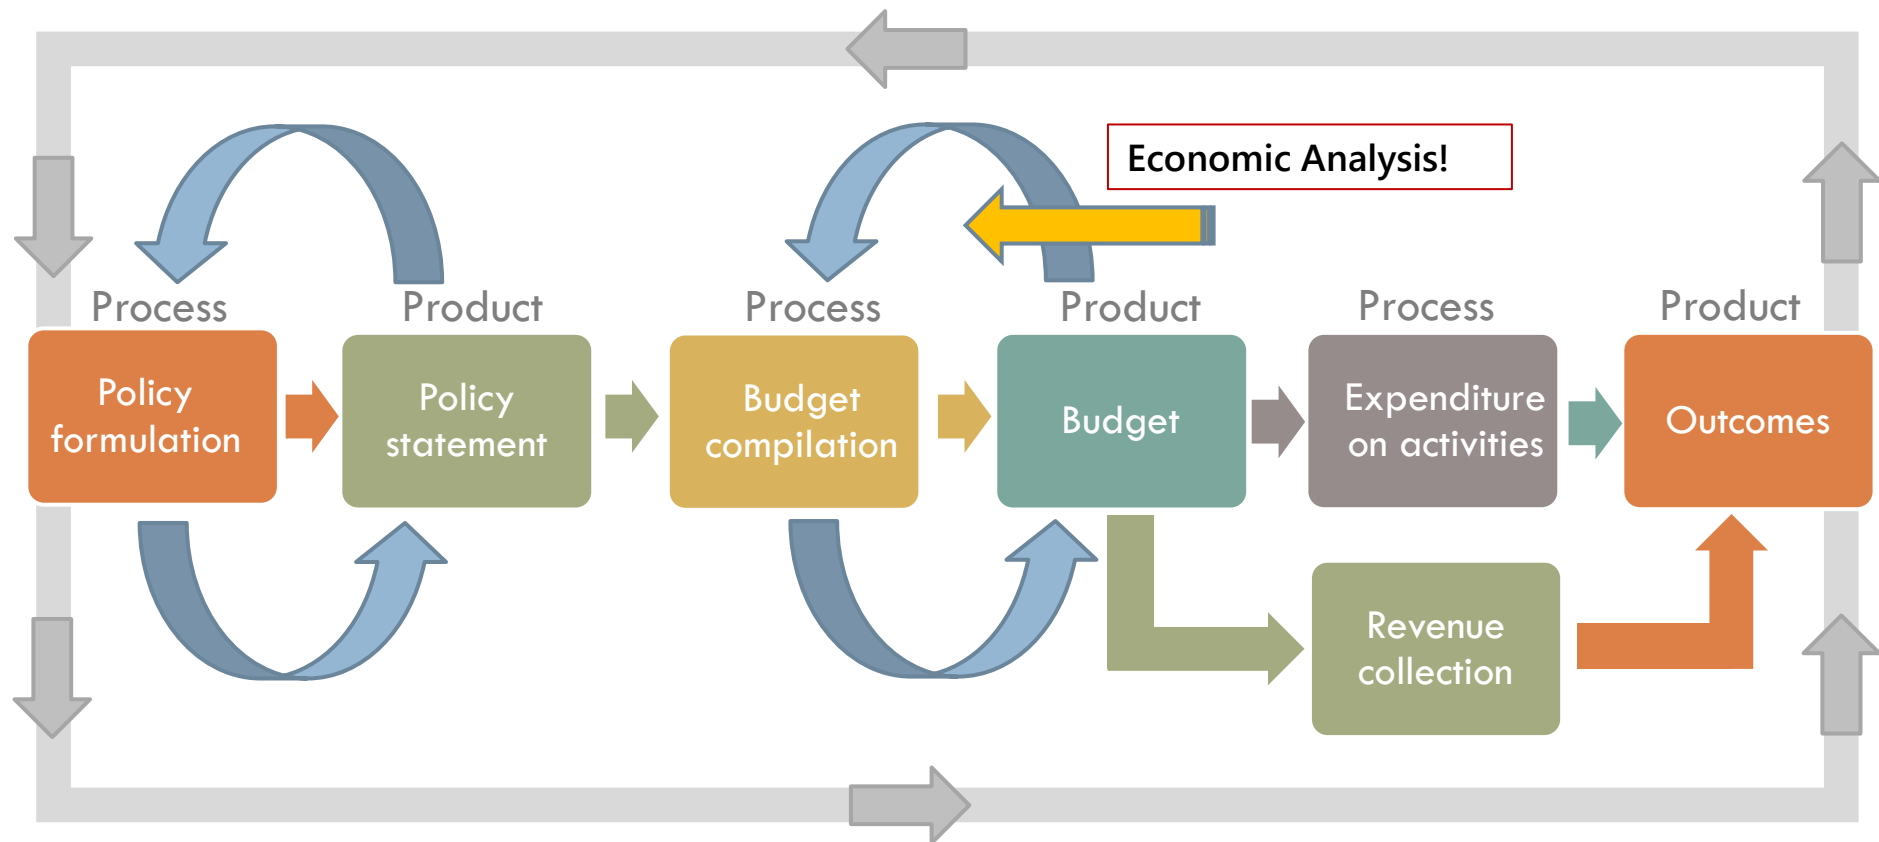 Economic Analysis!
Process
Product
Process
Product
Process
Product
Policy
formulation
Policy
statement
Budget
compilation
Budget
Expenditure
on activities
Outcomes
Revenue
collection